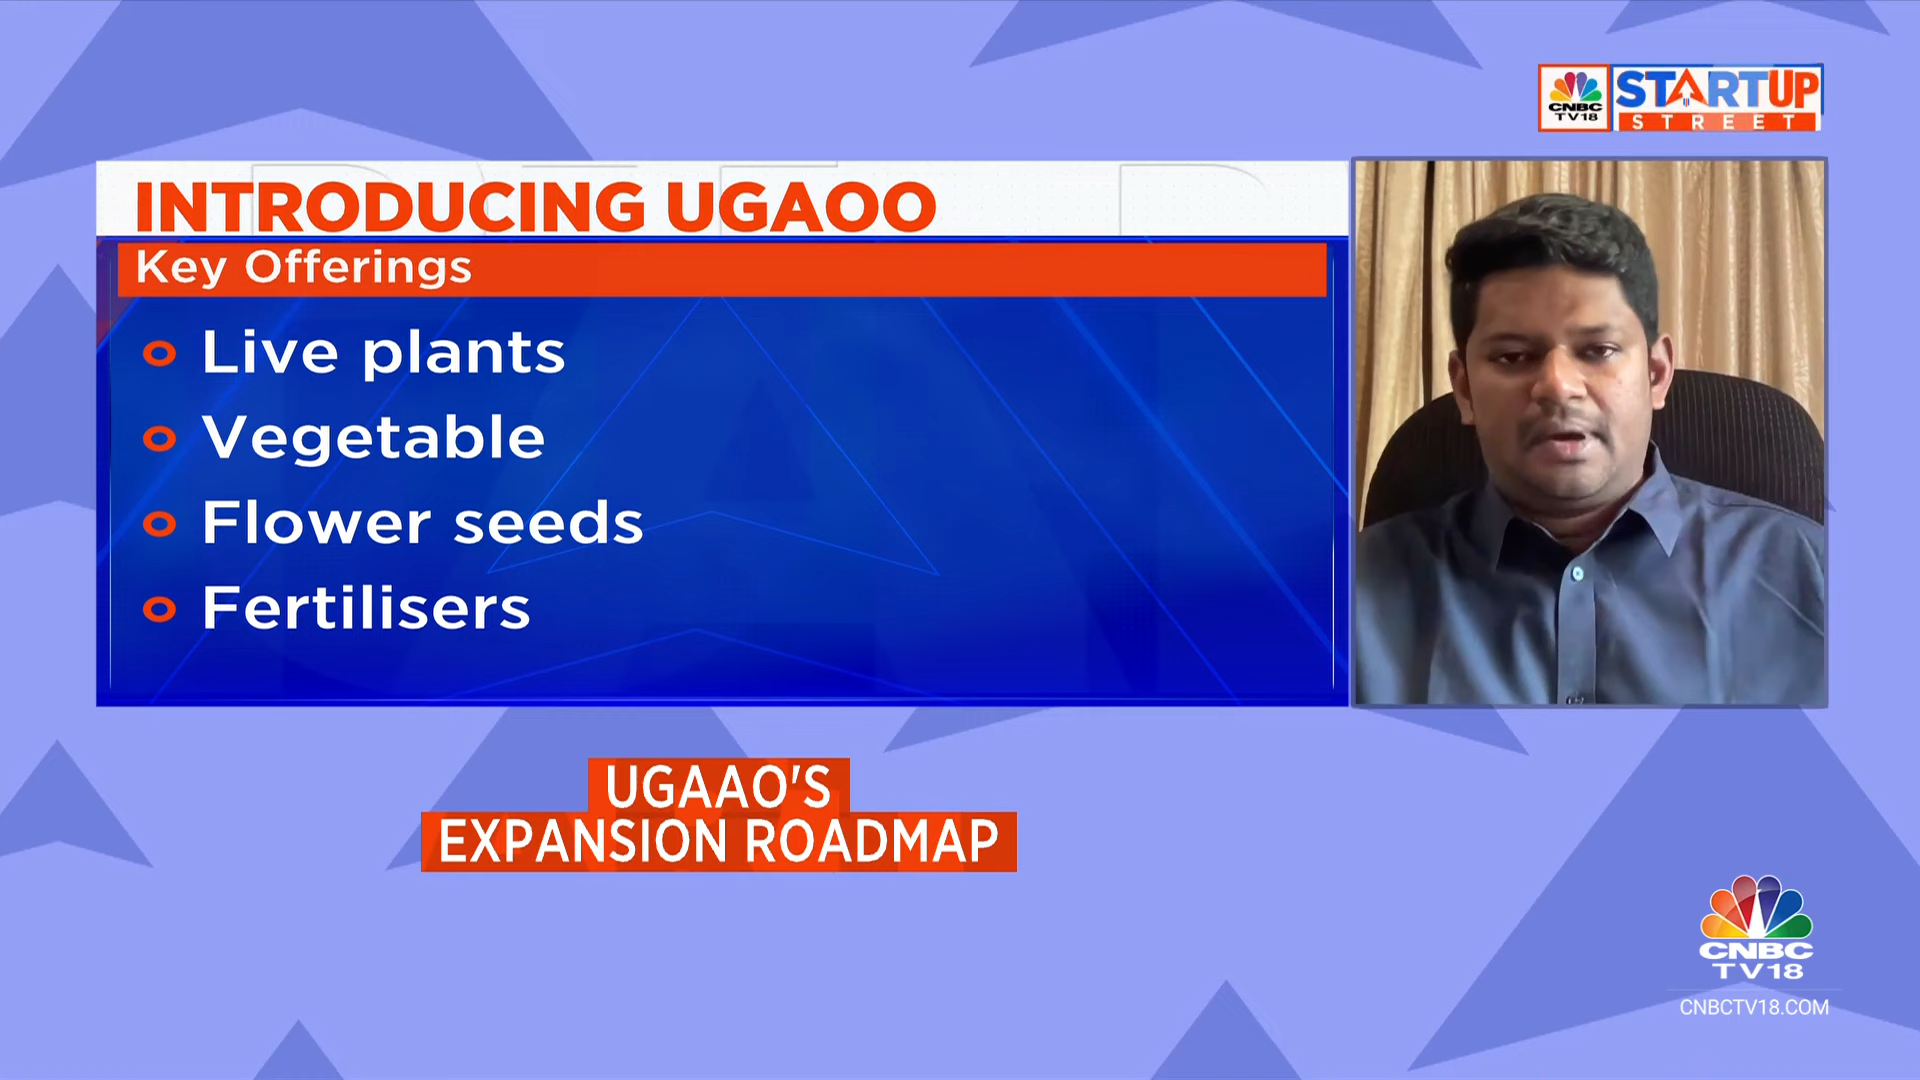 CNBC
TV18
STARTUP
STREET
INTRODUCING UGAOO
Key Offerings
Live plants
Vegetable
Flower seeds
Fertilisers
UGAAO'S
EXPANSION ROADMAP
CNBC
TV18
CNBCTV18.COM